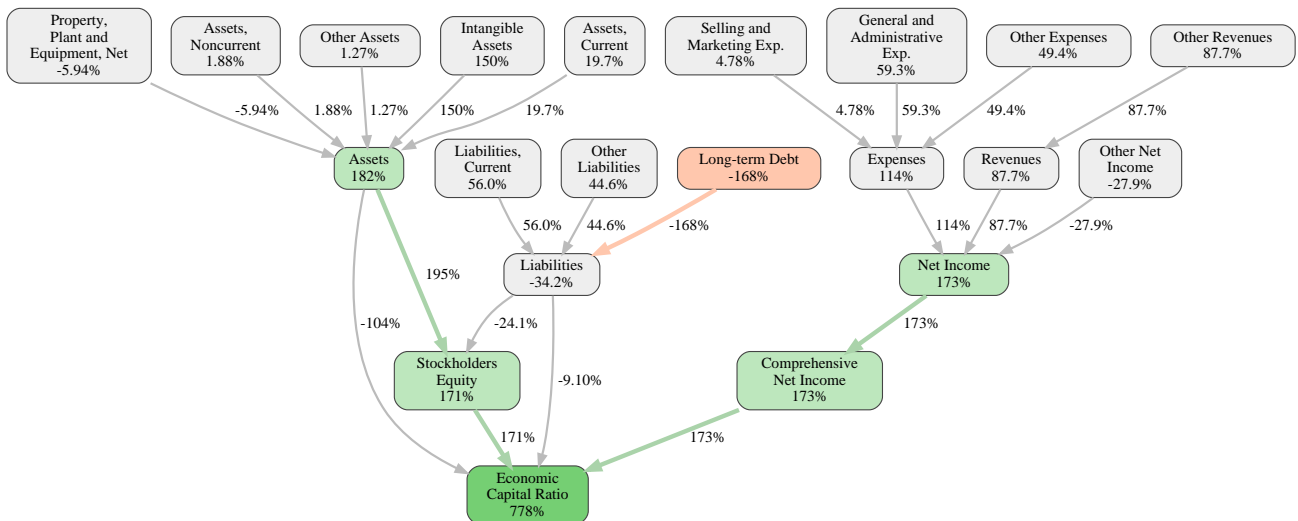 Property,
Plant and
Equipment, Net
-5.94%
Assets,
Noncurrent
1.88%
Other Assets
1.27%
Intangible
Assets
150%
Assets,
Current
19.7%
Selling and
Marketing Exp.
4.78%
General and
Administrative
Exp.
59.3%
Other Expenses
49.4%
Other Revenues
87.7%
-5.94%
1.88%
1.27%
150%
19.7%
4.78%
59.3%
49.4%
87.7%
Assets
182%
Liabilities,
Current
56.0%
Other
Liabilities
44.6%
Long-term Debt
-168%
Expenses
114%
Revenues
87.7%
Other Net
Income
-27.9%
56.0%
44.6%
-168%
114%
87.7%
-27.9%
195%
Liabilities
-34.2%
Net Income
173%
-104%
-24.1%
173%
Stockholders
Equity
171%
-9.10%
Comprehensive
Net Income
173%
171%
173%
Economic
Capital Ratio
778%